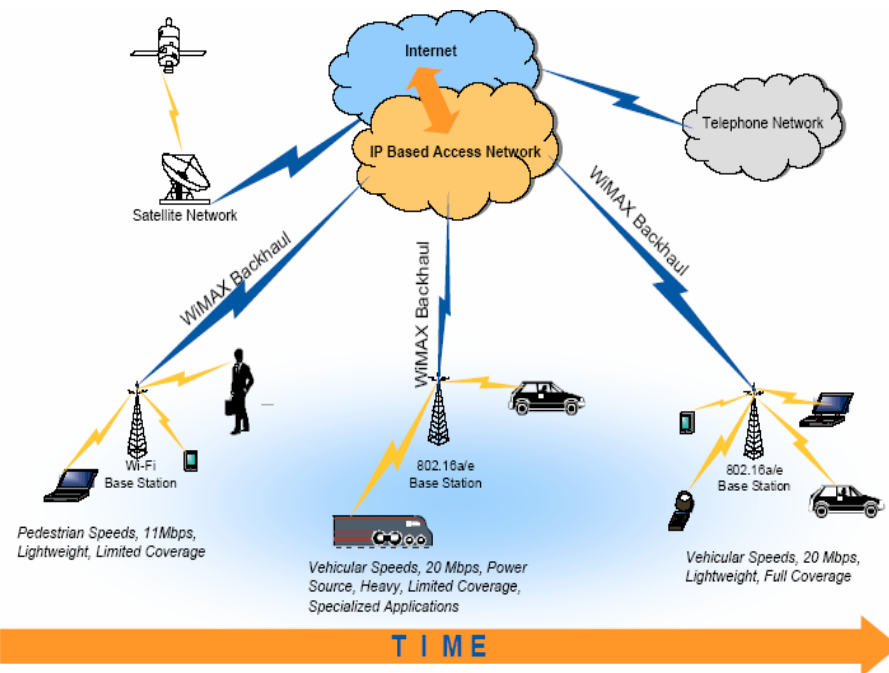 Internet
Telephone Network
IP Based Access Network
Satellite Network
WiMAX Backhaul
WiMAX Backhaul
WiMAX Backhaul
Wi-Fi
Base Station
802.16a/e
Base Station
802.16a/e
Base Station
Pedestrian Speeds, 11Mbps,
Lightweight, Limited Coverage
Vehicular Speeds, 20 Mbps, Power
Source, Heavy, Limited Coverage,
Specialized Applications
Vehicular Speeds, 20 Mbps,
Lightweight, Full Coverage
TIME